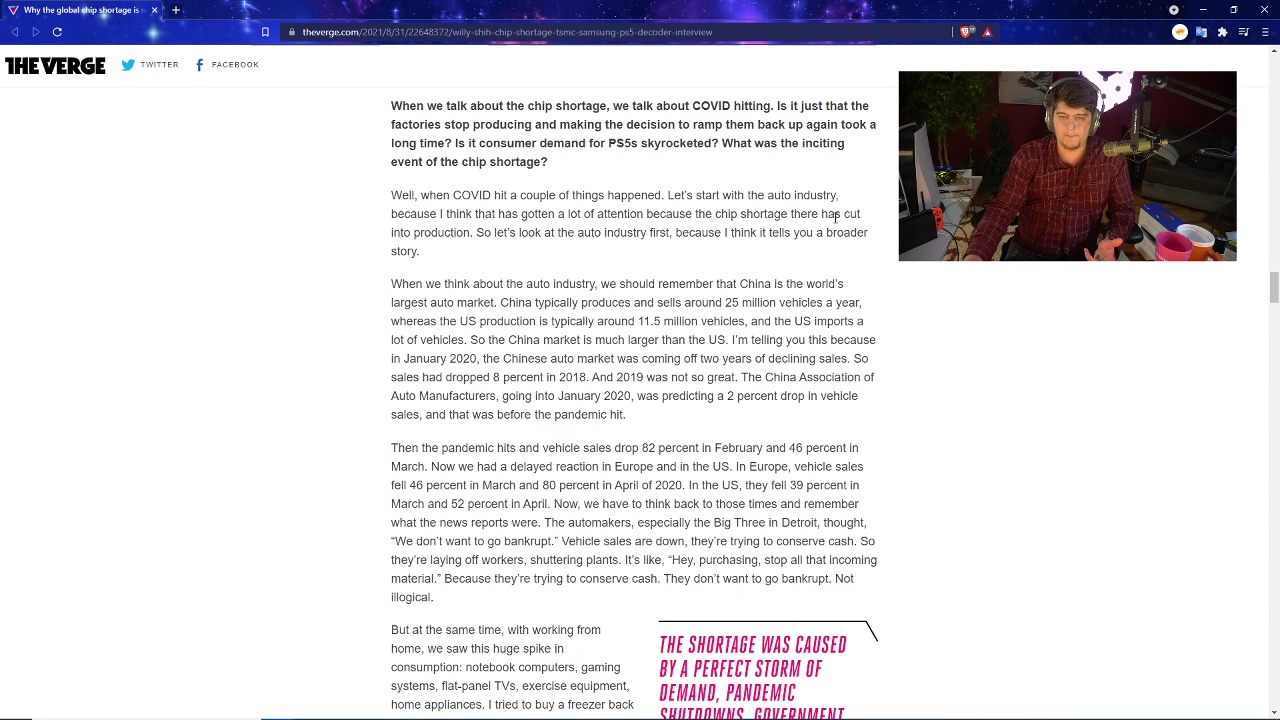 Why the global chip shortage is n
theverge.com/2021/8/31/22648372/willy-shih-chip-shortage-tsmc-samsung-ps5-decoder-interview
THE VERGE TWITTER FACEBOOK
When we talk about the chip shortage, we talk about COVID hitting. Is it just that the
factories stop producing and making the decision to ramp them back up again took a
long time? Is it consumer demand for PS5s skyrocketed? What was the inciting
event of the chip shortage?
Well, when COVID hit a couple of things happened. Let’s start with the auto industry,
because I think that has gotten a lot of attention because the chip shortage there has cut
into production. So let’s look at the auto industry first, because I think it tells you a broader
story.
When we think about the auto industry, we should remember that China is the world’s
largest auto market. China typically produces and sells around 25 million vehicles a year,
whereas the US production is typically around 11.5 million vehicles, and the US imports a
lot of vehicles. So the China market is much larger than the US. I’m telling you this because
in January 2020, the Chinese auto market was coming off two years of declining sales. So
sales had dropped 8 percent in 2018. And 2019 was not so great. The China Association of
Auto Manufacturers, going into January 2020, was predicting a 2 percent drop in vehicle
sales, and that was before the pandemic hit.
Then the pandemic hits and vehicle sales drop 82 percent in February and 46 percent in
March. Now we had a delayed reaction in Europe and in the US. In Europe, vehicle sales
fell 46 percent in March and 80 percent in April of 2020. In the US, they fell 39 percent in
March and 52 percent in April. Now, we have to think back to those times and remember
what the news reports were. The automakers, especially the Big Three in Detroit, thought,
“We don’t want to go bankrupt.” Vehicle sales are down, they’re trying to conserve cash. So
they’re laying off workers, shuttering plants. It’s like, “Hey, purchasing, stop all that incoming
material.” Because they’re trying to conserve cash. They don’t want to go bankrupt. Not
illogical.
But at the same time, with working from
home, we saw this huge spike in
consumption: notebook computers, gaming
systems, flat-panel TVs, exercise equipment,
home appliances. I tried to buy a freezer back
THE SHORTAGE WAS CAUSED
BY A PERFECT STORM OF
DEMAND, PANDEMIC
SHUTDOWNS, GOVERNMENT